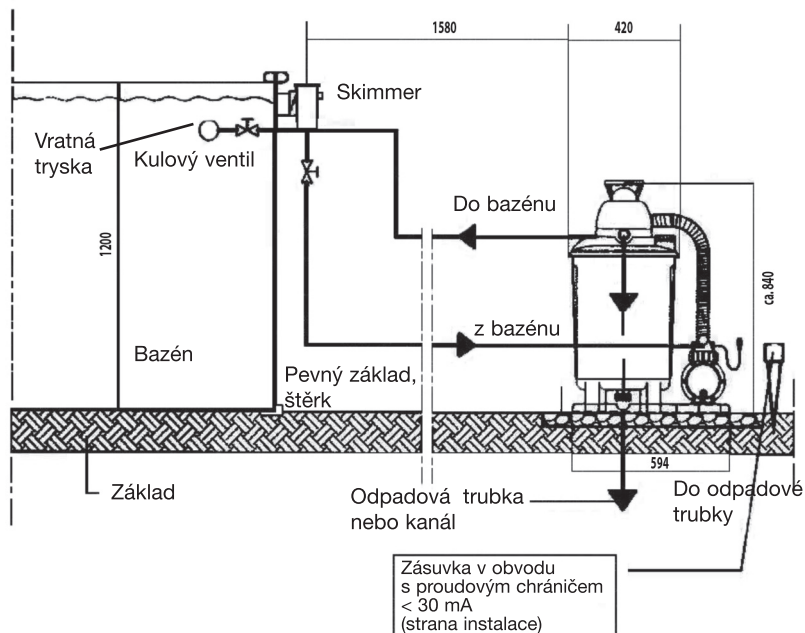 1580
420
Skimmer
Vratná
tryska
Kulový ventil
Do bazénu
1200
ca.840
z bazénu
Bazén
Pevný základ,
štěrk
594
Základ
Odpadová trubka
nebo kanál
Do odpadové
trubky
Zásuvka v obvodu
s proudovým chráničem
< 30 mA
(strana instalace)